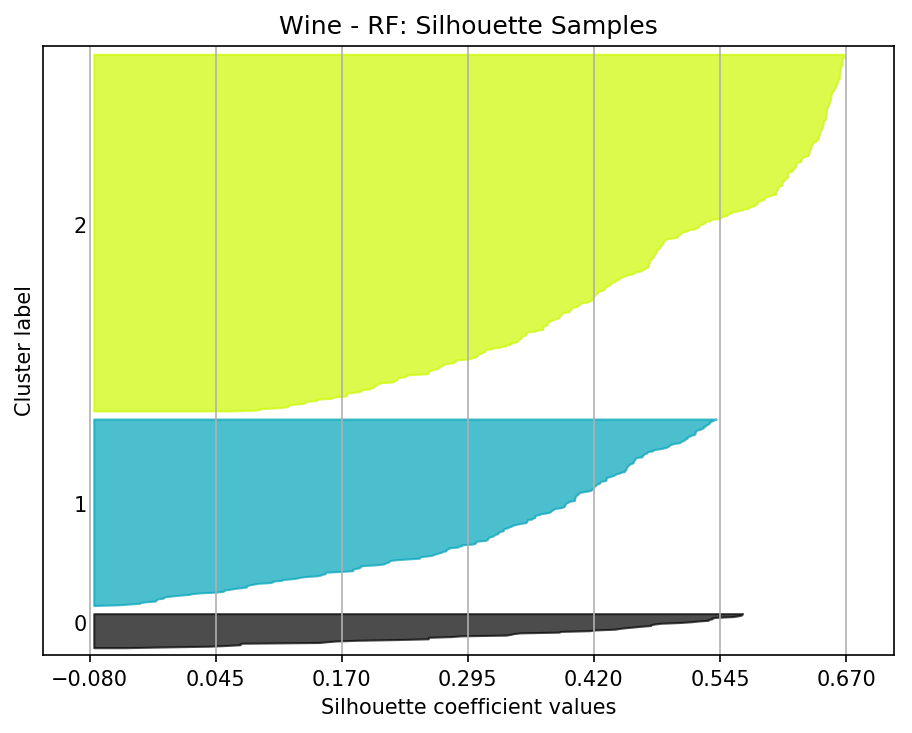 Wine - RF: Silhouette Samples
Cluster label
2
1
0
−0.080 0.045 0.170 0.295 0.420 0.545 0.670
Silhouette coefficient values